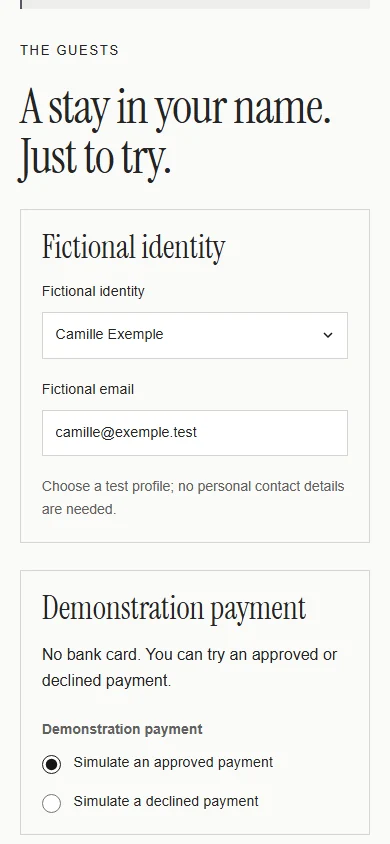 THE GUESTS
A stay in your name.
Just to try.
Fictional identity
Fictional identity
Camille Exemple
Fictional email
camille@exemple.test
Choose a test profile; no personal contact details
are needed.
Demonstration payment
No bank card. You can try an approved or
declined payment.
Demonstration payment
Simulate an approved payment
Simulate a declined payment